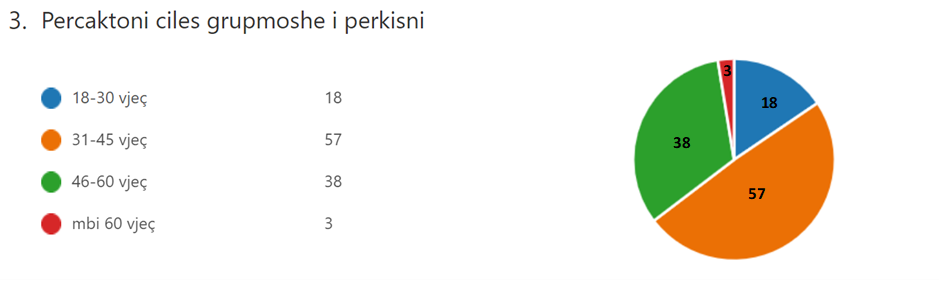 3. Percaktoni ciles grupmoshe i perkisni
18-30 vjeç 18
31-45 vjeç 57
46-60 vjeç 38
mbi 60 vjeç 3
3
18
38
57